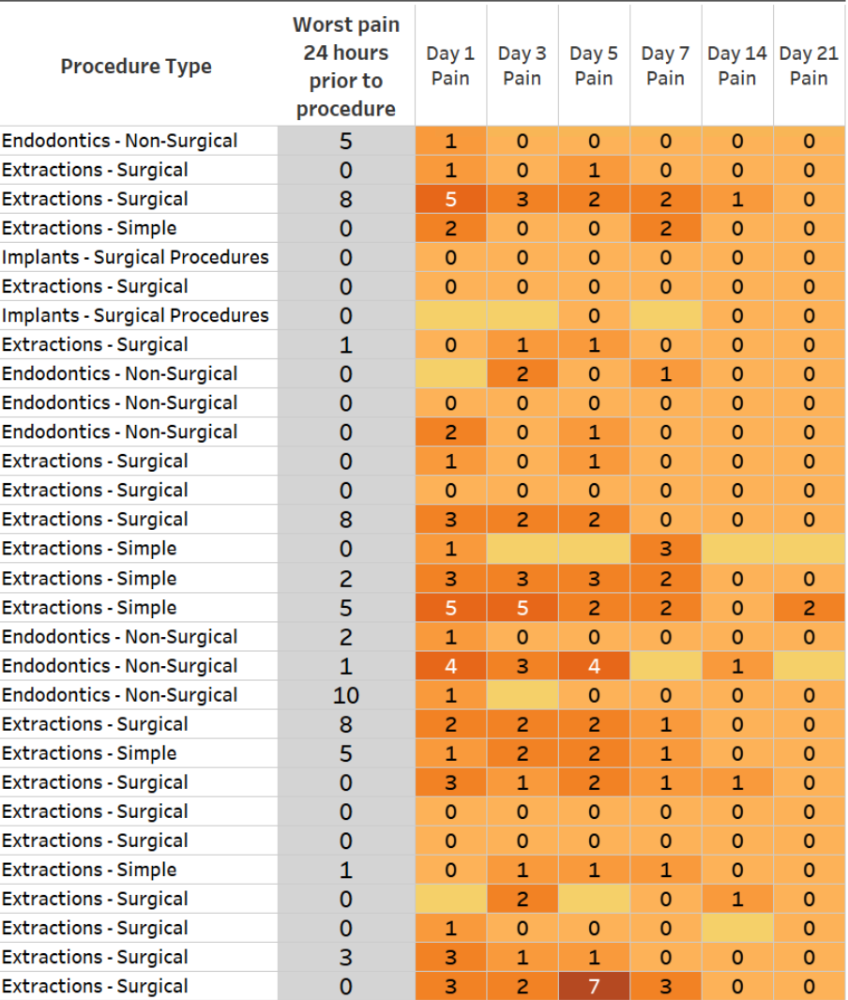 Procedure Type Worst pain 24 hours prior to procedure Day 1 Pain Day 3 Pain Day 5 Pain Day 7 Pain Day 14 Pain Day 21 Pain
Endodontics - Non-Surgical 5 1 0 0 0 0 0
Extractions - Surgical 0 1 0 1 0 0 0
Extractions - Surgical 8 5 3 2 2 1 0
Extractions - Simple 0 2 0 0 2 0 0
Implants - Surgical Procedures 0 0 0 0 0 0 0
Extractions - Surgical 0 0 0 0 0 0 0
Implants - Surgical Procedures 0 0 0 0
Extractions - Surgical 1 0 1 1 0 0 0
Endodontics - Non-Surgical 0 2 0 1 0 0
Endodontics - Non-Surgical 0 0 0 0 0 0 0
Endodontics - Non-Surgical 0 2 0 1 0 0 0
Extractions - Surgical 0 1 0 1 0 0 0
Extractions - Surgical 0 0 0 0 0 0 0
Extractions - Surgical 8 3 2 2 0 0 0
Extractions - Simple 0 1 3
Extractions - Simple 2 3 3 3 2 0 0
Extractions - Simple 5 5 5 2 2 0 2
Endodontics - Non-Surgical 2 1 0 0 0 0 0
Endodontics - Non-Surgical 1 4 3 4 1
Endodontics - Non-Surgical 10 1 0 0 0 0
Extractions - Surgical 8 2 2 2 1 0 0
Extractions - Simple 5 1 2 2 1 0 0
Extractions - Surgical 0 3 1 2 1 1 0
Extractions - Surgical 0 0 0 0 0 0 0
Extractions - Surgical 0 0 0 0 0 0 0
Extractions - Simple 1 0 1 1 1 0 0
Extractions - Surgical 0 2 0 1 0
Extractions - Surgical 0 1 0 0 0 0
Extractions - Surgical 3 3 1 1 0 0 0
Extractions - Surgical 0 3 2 7 3 0 0